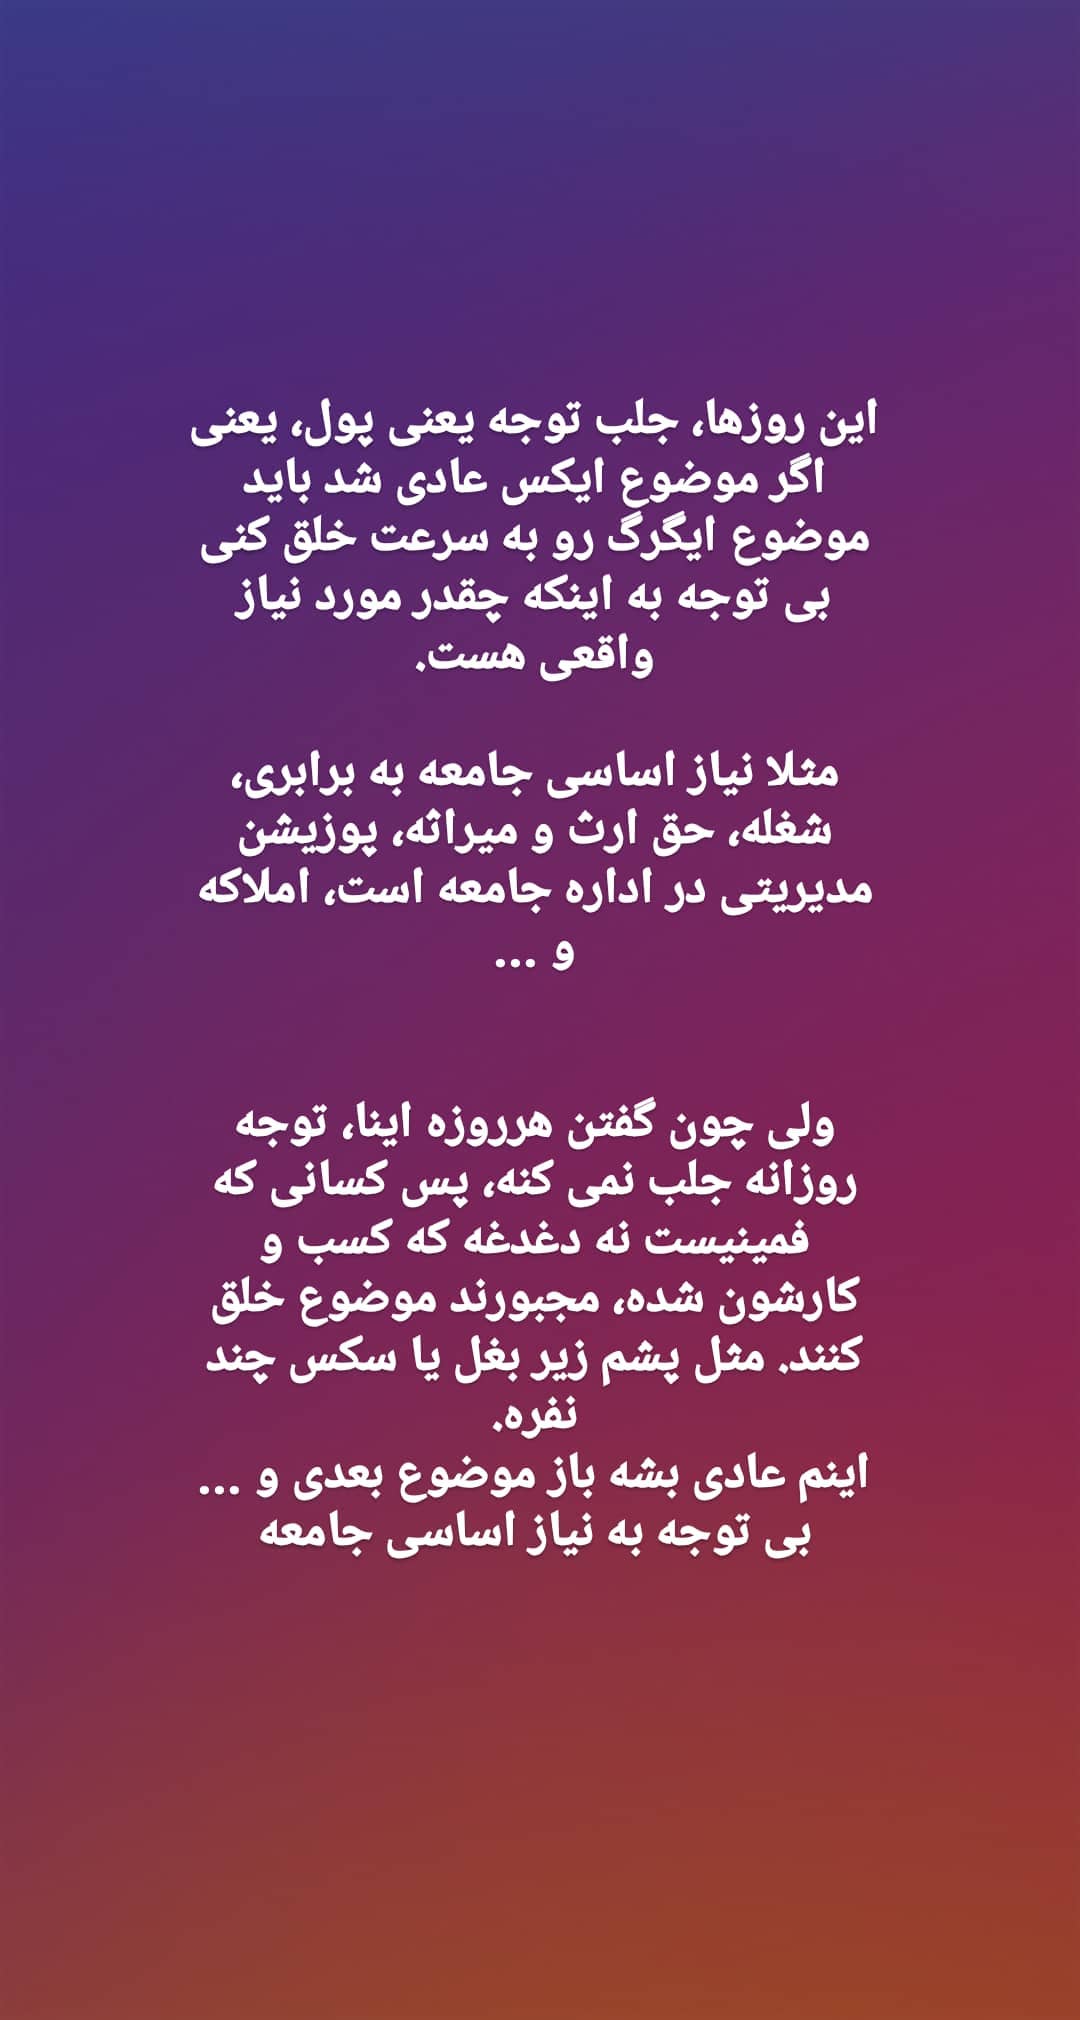 این روزها، جلب توجه یعنی پول، یعنی
اگر موضوع ایکس عادی شد باید
موضوع ایگرگ رو به سرعت خلق کنی
بی توجه به اینکه چقدر مورد نیاز
واقعی هست.
مثلا نیاز اساسی جامعه به برابری،
شغله، حق ارث و میراثه، پوزیشن
مدیریتی در اداره جامعه است، املاکه
و ...
ولی چون گفتن هرروزه اینا، توجه
روزانه جلب نمی کنه، پس کسانی که
فمینیست نه دغدغه که کسب و
کارشون شده، مجبورند موضوع خلق
کنند. مثل پشم زیر بغل یا سکس چند
نفره.
اینم عادی بشه باز موضوع بعدی و ...
بی توجه به نیاز اساسی جامعه